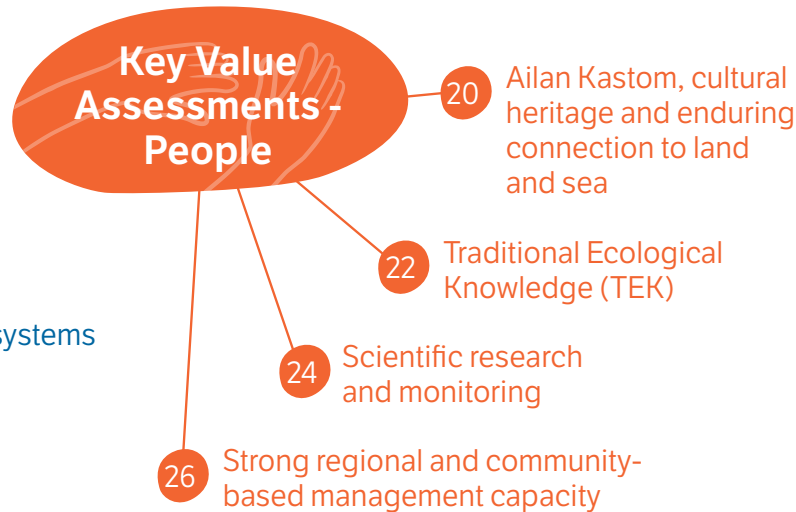 Key Value
Assessments -
People
20
Ailan Kastom, cultural
heritage and enduring
connection to land
and sea
22
Traditional Ecological
Knowledge (TEK)
systems
24
Scientific research
and monitoring
26
Strong regional and community-
based management capacity